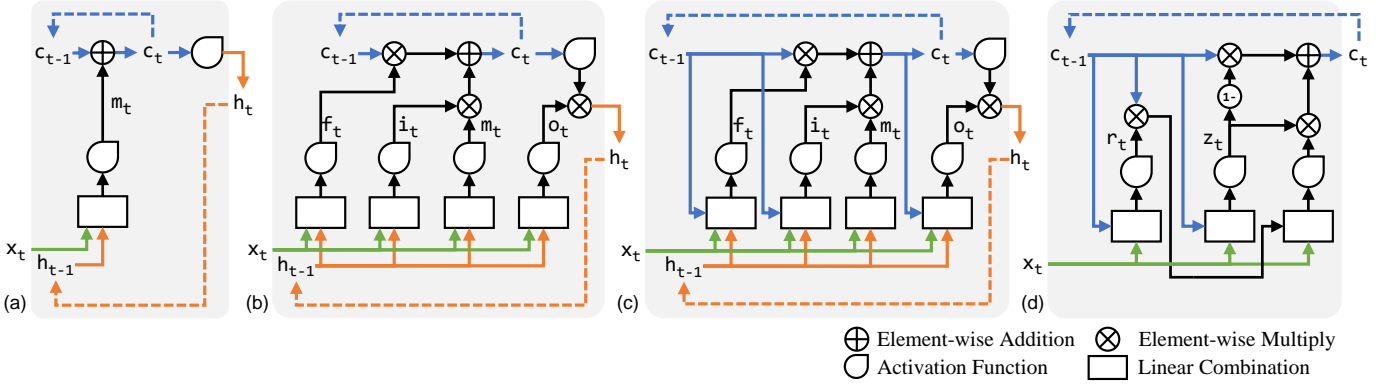 c_{t-1} c_t
m_t
h_t
x_t
h_{t-1}
(a)
c_{t-1} c_t
f_t i_t m_t o_t
h_t
x_t
h_{t-1}
(b)
c_{t-1} c_t
f_t i_t m_t o_t
h_t
x_t
h_{t-1}
(c)
c_{t-1} c_t
1-
r_t z_t
x_t
(d)
Element-wise Addition Element-wise Multiply
Activation Function Linear Combination